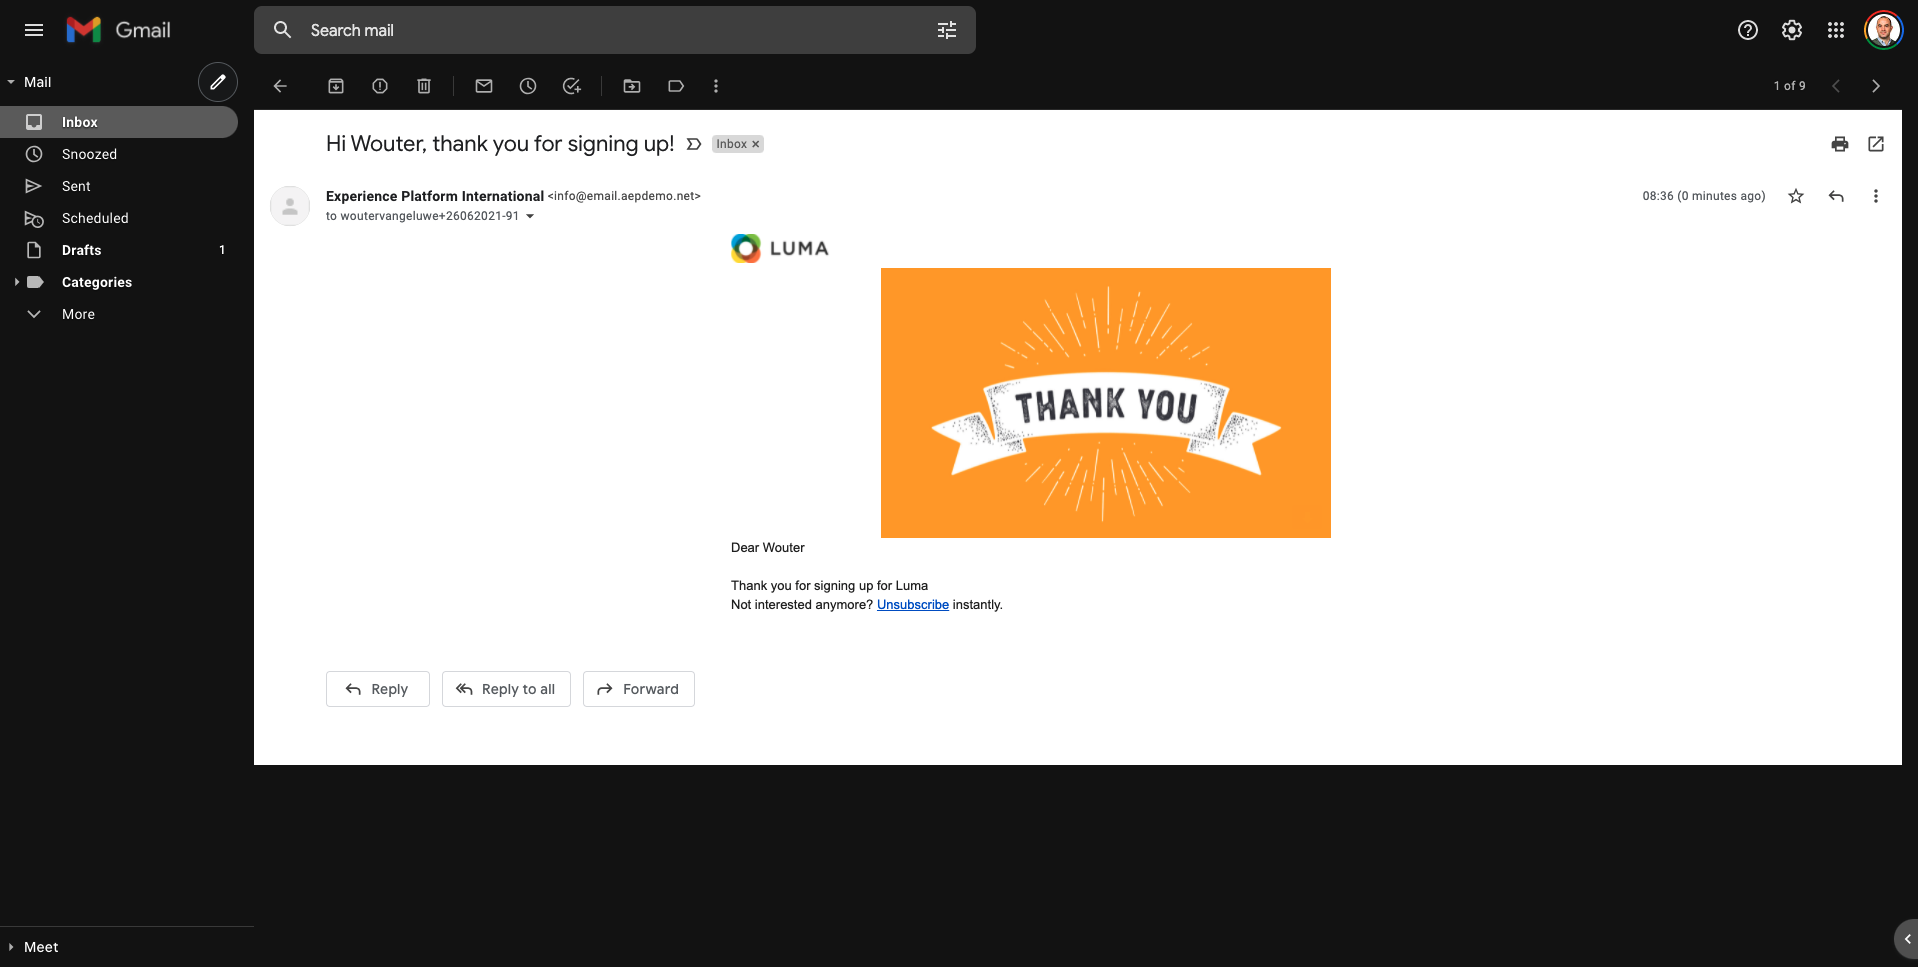 Gmail
Search mail
Mail
Inbox
Snoozed
Sent
Scheduled
Drafts 1
Categories
More
Meet
1 of 9
Hi Wouter, thank you for signing up! Inbox ×
Experience Platform International <info@email.aepdemo.net>
08:36 (0 minutes ago)
to woutervangeluwe+26062021-91
LUMA
THANK YOU
Dear Wouter
Thank you for signing up for Luma
Not interested anymore? Unsubscribe instantly.
Reply
Reply to all
Forward